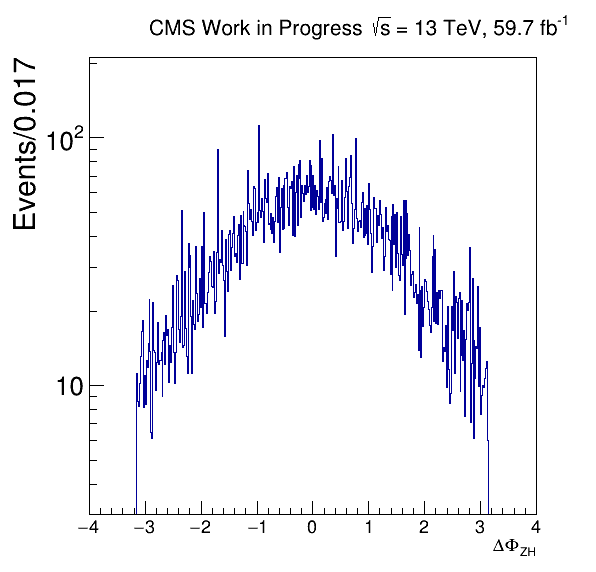 CMS Work in Progress √s = 13 TeV, 59.7 fb⁻¹
Events/0.017
10²
10
−4 −3 −2 −1 0 1 2 3 4
ΔΦ_ZH